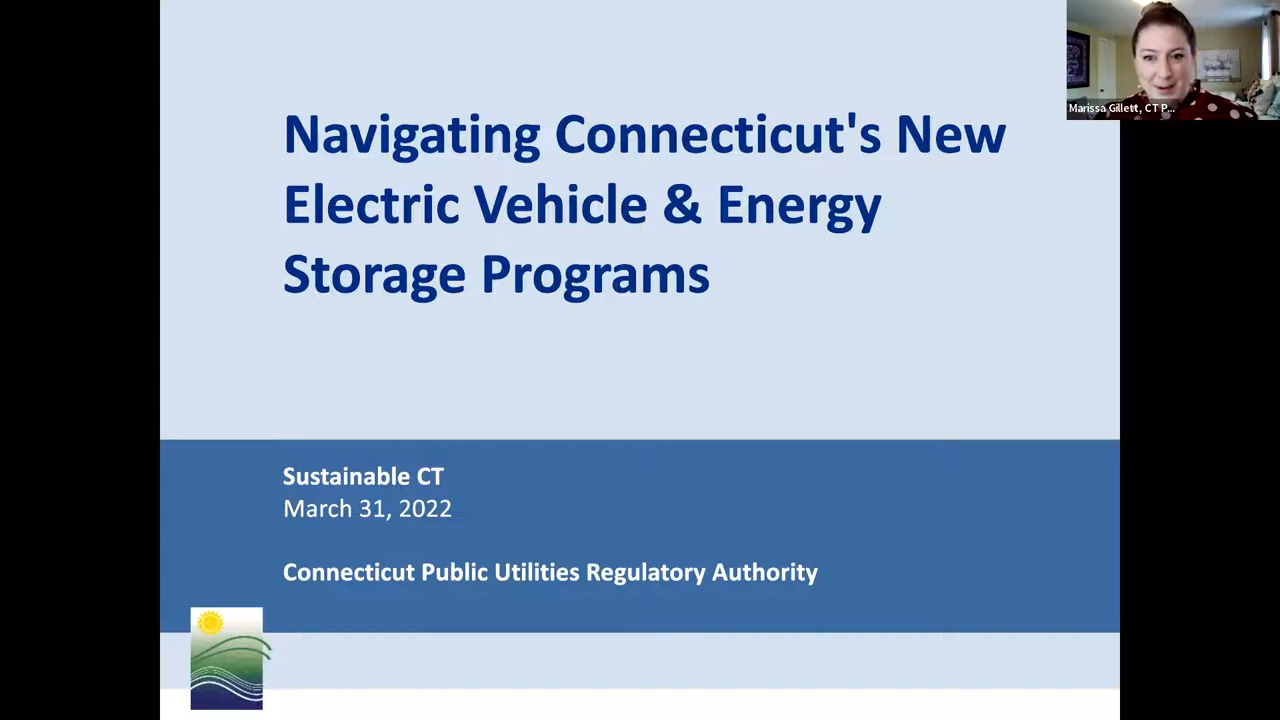 Navigating Connecticut's New
Electric Vehicle & Energy
Storage Programs
Sustainable CT
March 31, 2022
Connecticut Public Utilities Regulatory Authority
Marissa Gillett, CT P...